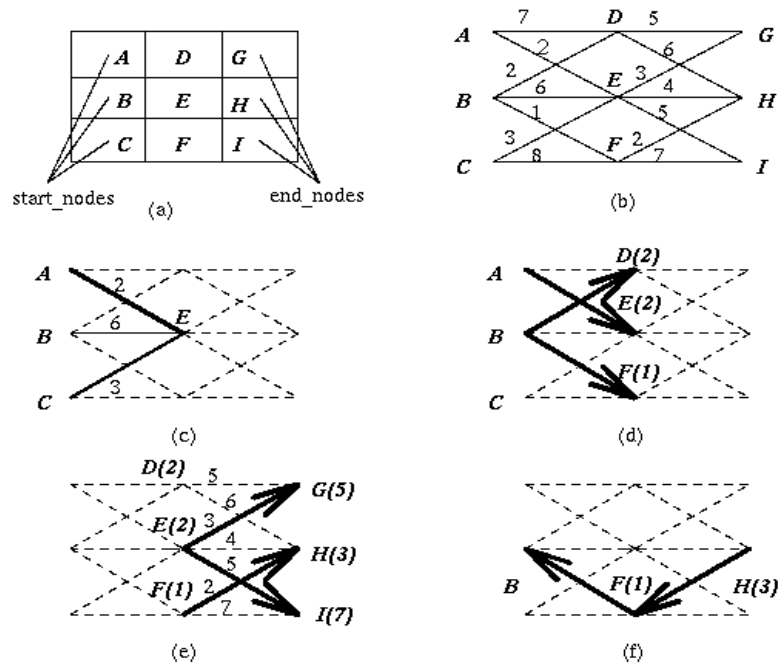 A D G
B E H
C F I
start_nodes end_nodes
(a)
7 D 5
A 2 6 G
2 E 3
B 6 4 H
1 5
3 F 2
C 8 7 I
(b)
A
2
6 E
B
3
C
(c)
D(2)
A
E(2)
B
F(1)
C
(d)
D(2) 5
6 G(5)
E(2) 3
4 H(3)
5
F(1) 2
7 I(7)
(e)
B F(1) H(3)
(f)